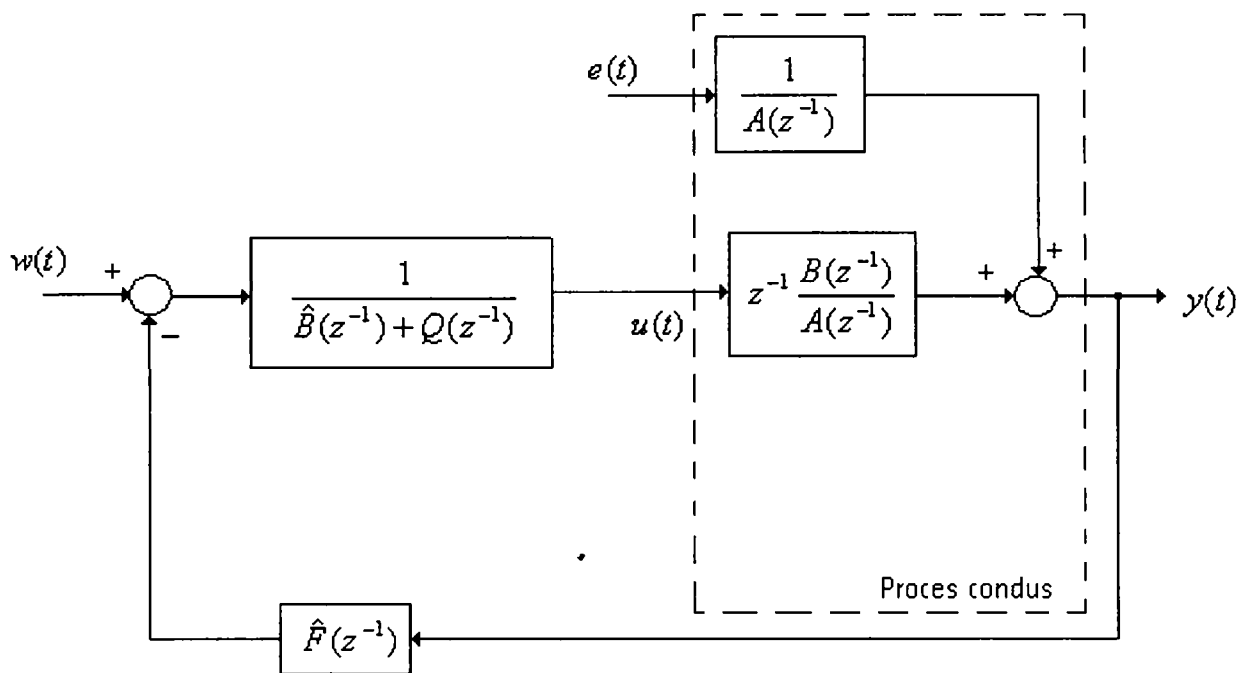 e(t)
1
A(z⁻¹)
w(t)
+
−
1
B̂(z⁻¹) + Q(z⁻¹)
u(t)
z⁻¹ B(z⁻¹)
A(z⁻¹)
+
+
y(t)
Proces condus
F̂(z⁻¹)